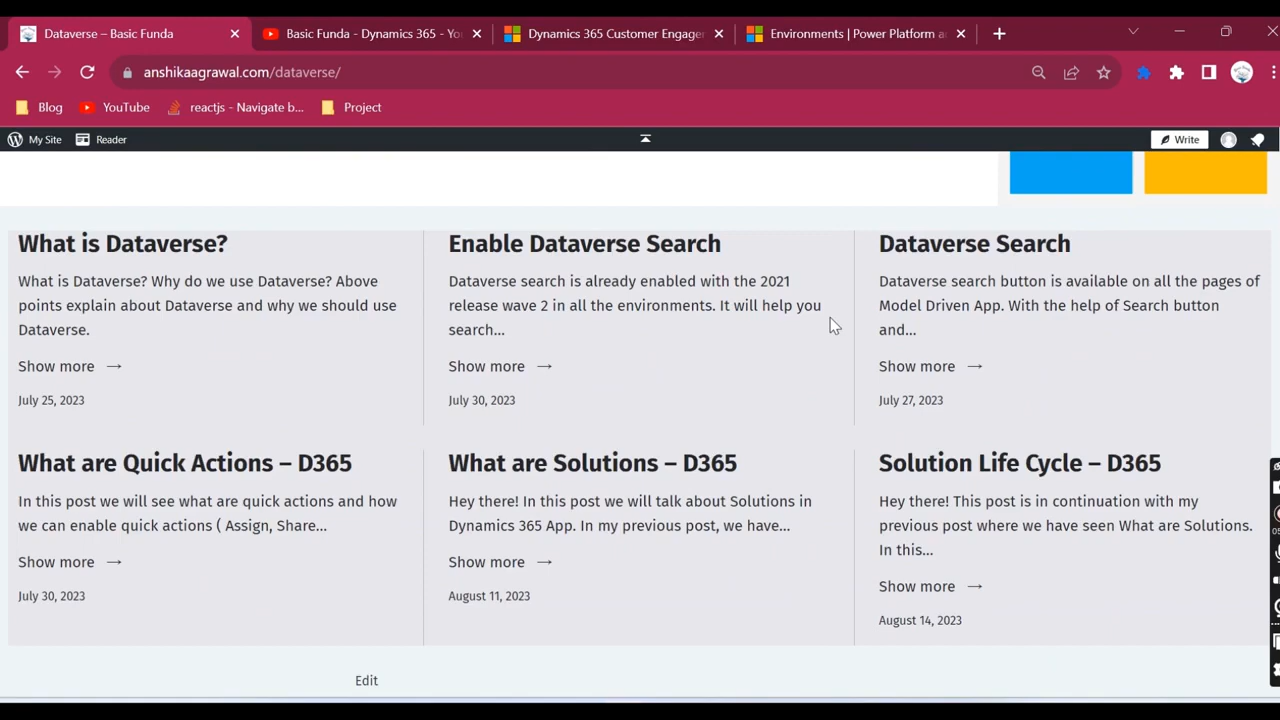 Dataverse – Basic Funda
Basic Funda - Dynamics 365 - Yo
Dynamics 365 Customer Engager
Environments | Power Platform a
anshikaagrawal.com/dataverse/
Blog
YouTube
reactjs - Navigate b...
Project
My Site
Reader
Write
What is Dataverse?
What is Dataverse? Why do we use Dataverse? Above
points explain about Dataverse and why we should use
Dataverse.
Show more →
July 25, 2023
Enable Dataverse Search
Dataverse search is already enabled with the 2021
release wave 2 in all the environments. It will help you
search...
Show more →
July 30, 2023
Dataverse Search
Dataverse search button is available on all the pages of
Model Driven App. With the help of Search button
and...
Show more →
July 27, 2023
What are Quick Actions – D365
In this post we will see what are quick actions and how
we can enable quick actions ( Assign, Share...
Show more →
July 30, 2023
What are Solutions – D365
Hey there! In this post we will talk about Solutions in
Dynamics 365 App. In my previous post, we have...
Show more →
August 11, 2023
Solution Life Cycle – D365
Hey there! This post is in continuation with my
previous post where we have seen What are Solutions.
In this...
Show more →
August 14, 2023
Edit